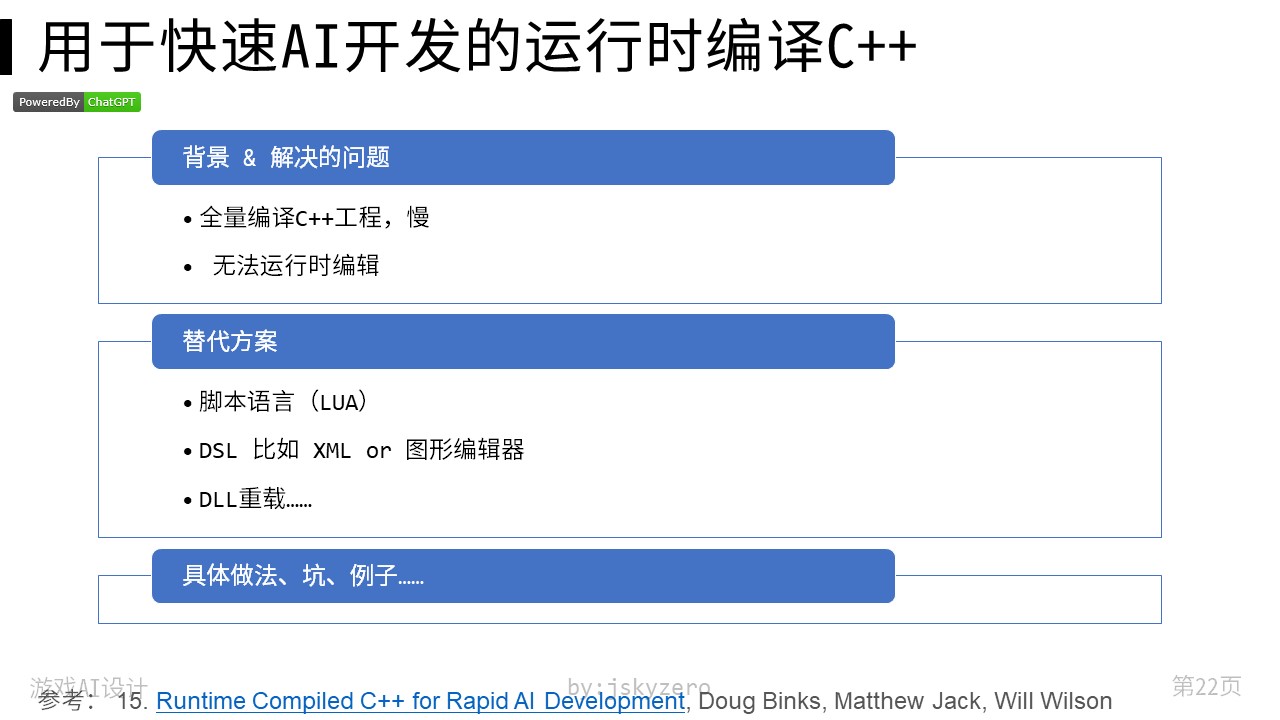 用于快速AI开发的运行时编译C++
PoweredBy ChatGPT
背景 & 解决的问题
• 全量编译C++工程，慢
• 无法运行时编辑
替代方案
• 脚本语言（LUA）
• DSL 比如 XML or 图形编辑器
• DLL重载……
具体做法、坑、例子……
游戏AI设计 by:jskyzero 第22页
参考： 15. Runtime Compiled C++ for Rapid AI Development, Doug Binks, Matthew Jack, Will Wilson